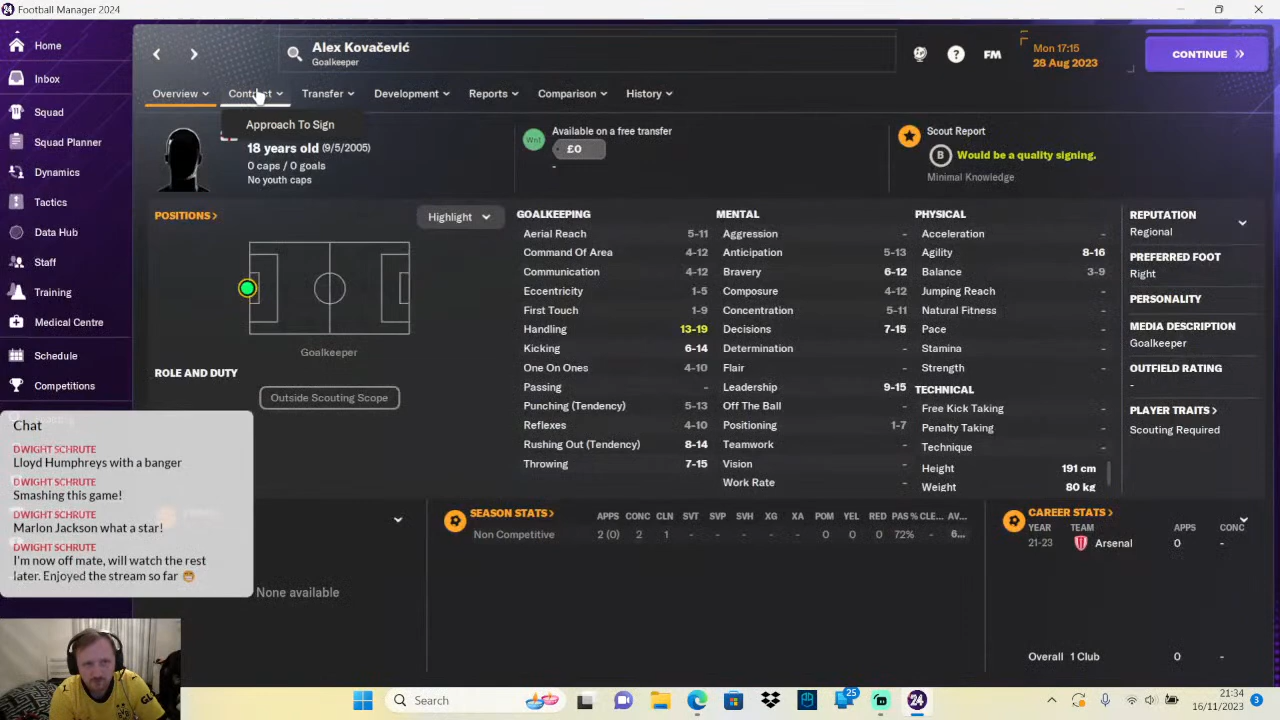 Football Manager 2024
24
Home
Inbox
Squad
Squad Planner
Dynamics
Tactics
Data Hub
Staff
Training
Medical Centre
Schedule
Competitions
Alex Kovačević
Goalkeeper
?
FM
Mon 17:15
28 Aug 2023
CONTINUE
Overview
Transfer
Development
Reports
Comparison
History
Approach To Sign
18 years old (9/5/2005)
0 caps / 0 goals
No youth caps
Wnt
Available on a free transfer
£0
-
Scout Report
B Would be a quality signing.
Minimal Knowledge
POSITIONS >
Highlight
Goalkeeper
ROLE AND DUTY
Outside Scouting Scope
GOALKEEPING
Aerial Reach 5-11
Command Of Area 4-12
Communication 4-12
Eccentricity 1-5
First Touch 1-9
Handling 13-19
Kicking 6-14
One On Ones 4-10
Passing -
Punching (Tendency) 5-13
Reflexes 4-10
Rushing Out (Tendency) 8-14
Throwing 7-15
MENTAL
Aggression -
Anticipation 5-13
Bravery 6-12
Composure 4-12
Concentration 5-11
Decisions 7-15
Determination -
Flair -
Leadership 9-15
Off The Ball -
Positioning 1-7
Teamwork -
Vision -
Work Rate -
PHYSICAL
Acceleration -
Agility 8-16
Balance 3-9
Jumping Reach -
Natural Fitness -
Pace -
Stamina -
Strength -
TECHNICAL
Free Kick Taking -
Penalty Taking -
Technique -
Height 191 cm
Weight 80 kg
REPUTATION
Regional
PREFERRED FOOT
Right
PERSONALITY
MEDIA DESCRIPTION
Goalkeeper
OUTFIELD RATING
-
PLAYER TRAITS >
Scouting Required
Chat
DWIGHT SCHRUTE
Lloyd Humphreys with a banger
DWIGHT SCHRUTE
Smashing this game!
DWIGHT SCHRUTE
Marlon Jackson what a star!
DWIGHT SCHRUTE
I'm now off mate, will watch the rest
later. Enjoyed the stream so far 😁
None available
SEASON STATS > APPS CONC CLN SVT SVP SVH XG XA POM YEL RED PAS % CLE... AV...
Non Competitive 2 (0) 2 1 - - - - - 0 0 0 72% - 6...
CAREER STATS >
YEAR TEAM APPS CONC
21-23 Arsenal 0 -
Overall 1 Club 0 -
Search
25
24
21:34
16/11/2023
3